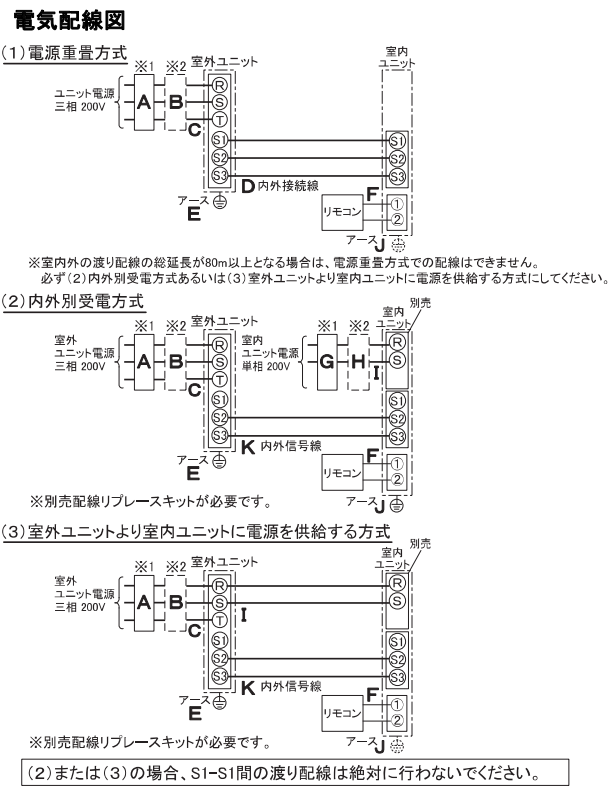 電気配線図
(1)電源重畳方式
※1 ※2 室外ユニット
室内
ユニット
ユニット電源
三相 200V
A B C
R
S
T
S1 S1
S2 S2
S3 S3
D 内外接続線
アース
E
リモコン
F
①
②
アース J
※室内外の渡り配線の総延長が80m以上となる場合は、電源重畳方式での配線はできません。
必ず(2)内外別受電方式あるいは(3)室外ユニットより室内ユニットに電源を供給する方式にしてください。
(2)内外別受電方式
※1 ※2 室外ユニット
※1 ※2
室内
ユニット
別売
室外
ユニット電源
三相 200V
A B C
室内
ユニット電源
単相 200V
G H I
R R
S S
T
S1 S1
S2 S2
S3 S3
K 内外信号線
アース
E
リモコン
F
①
②
アース J
※別売配線リプレースキットが必要です。
(3)室外ユニットより室内ユニットに電源を供給する方式
※1 ※2 室外ユニット
室内
ユニット
別売
室外
ユニット電源
三相 200V
A B C
R R
S S
I
T
S1 S1
S2 S2
S3 S3
K 内外信号線
アース
E
リモコン
F
①
②
アース J
※別売配線リプレースキットが必要です。
(2)または(3)の場合、S1-S1間の渡り配線は絶対に行わないでください。